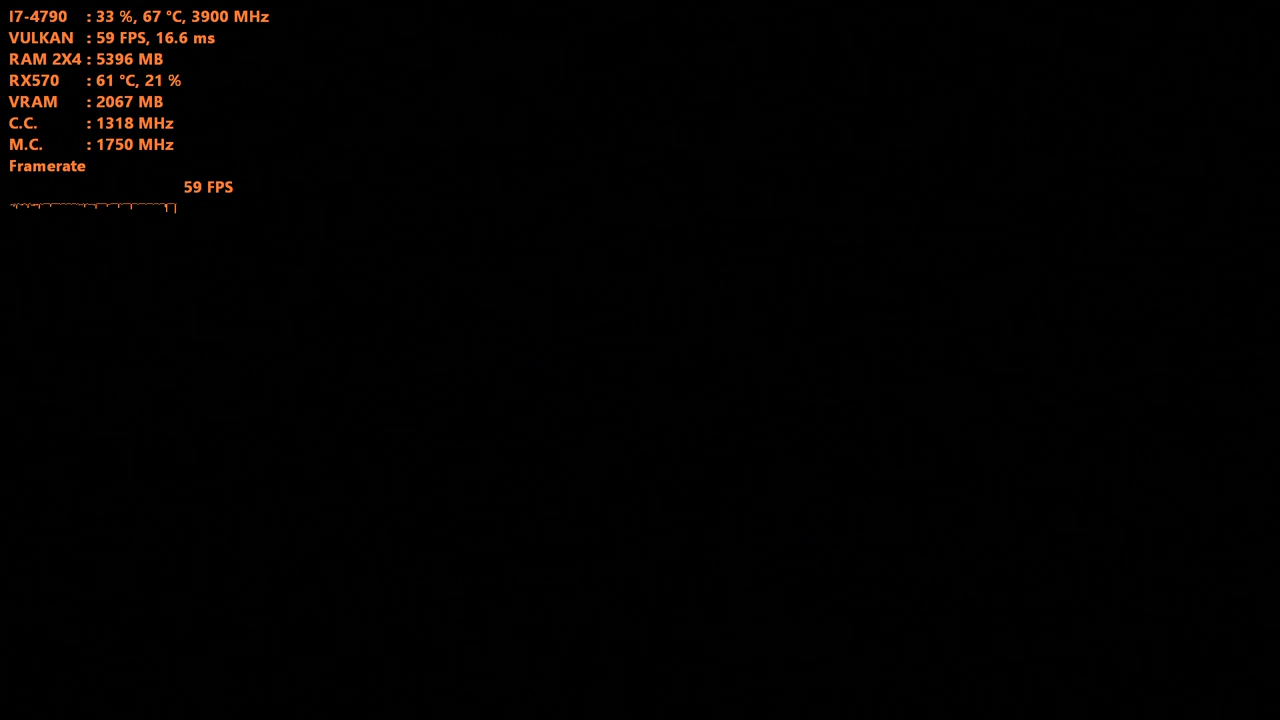 I7-4790 : 33 %, 67 °C, 3900 MHz
VULKAN : 59 FPS, 16.6 ms
RAM 2X4 : 5396 MB
RX570 : 61 °C, 21 %
VRAM : 2067 MB
C.C. : 1318 MHz
M.C. : 1750 MHz
Framerate
59 FPS